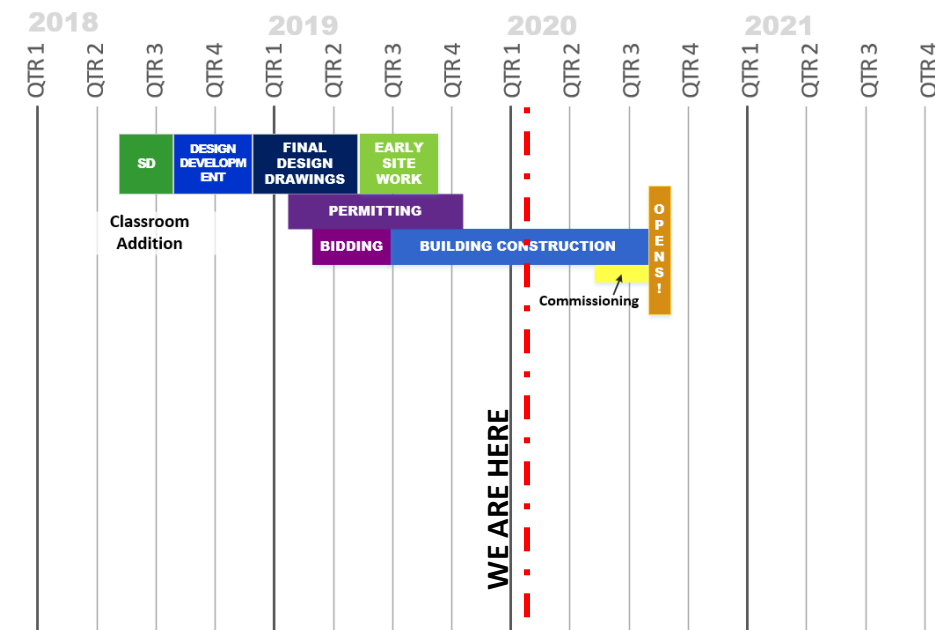 2018 2019 2020 2021
QTR 1 QTR 2 QTR 3 QTR 4 QTR 1 QTR 2 QTR 3 QTR 4 QTR 1 QTR 2 QTR 3 QTR 4 QTR 1 QTR 2 QTR 3 QTR 4
SD
DESIGN
DEVELOPM
ENT
FINAL
DESIGN
DRAWINGS
EARLY
SITE
WORK
PERMITTING
Classroom
Addition
BIDDING
BUILDING CONSTRUCTION
OPENS!
Commissioning
WE ARE HERE